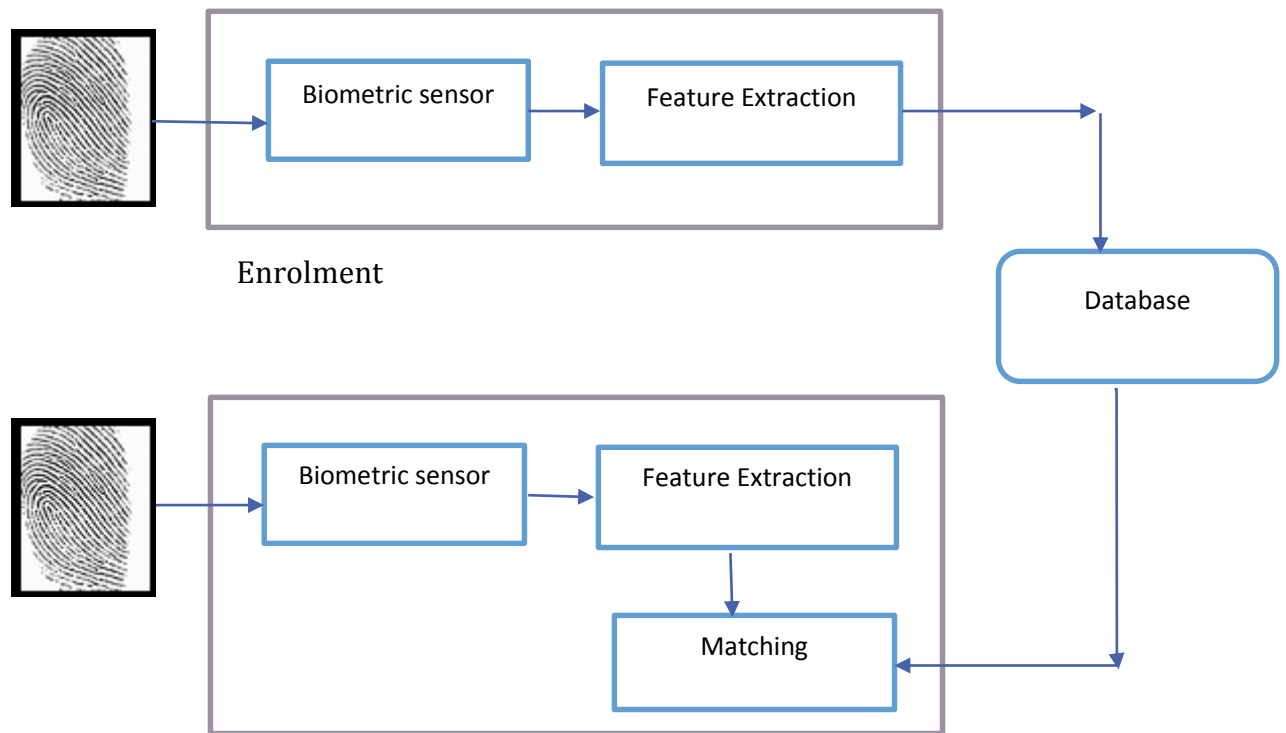 Biometric sensor
Feature Extraction
Enrolment
Database
Biometric sensor
Feature Extraction
Matching